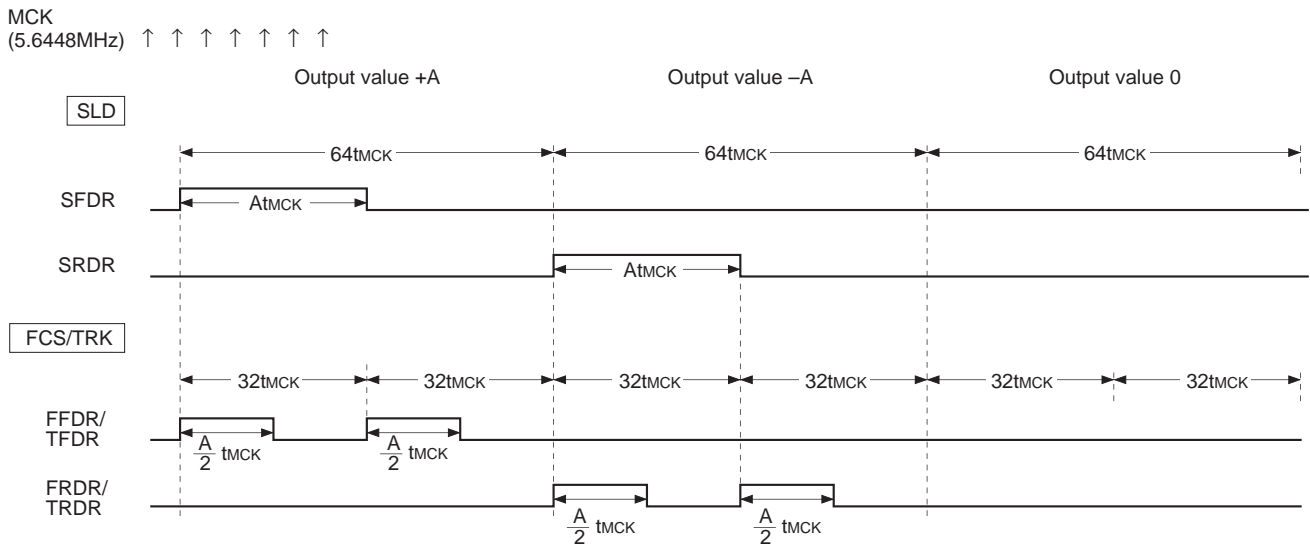 MCK
(5.6448MHz) ↑ ↑ ↑ ↑ ↑ ↑ ↑
Output value +A Output value –A Output value 0
SLD
64tMCK 64tMCK 64tMCK
SFDR AtMCK
SRDR AtMCK
FCS/TRK
32tMCK 32tMCK 32tMCK 32tMCK 32tMCK 32tMCK
FFDR/
TFDR
A/2 tMCK A/2 tMCK
FRDR/
TRDR
A/2 tMCK A/2 tMCK